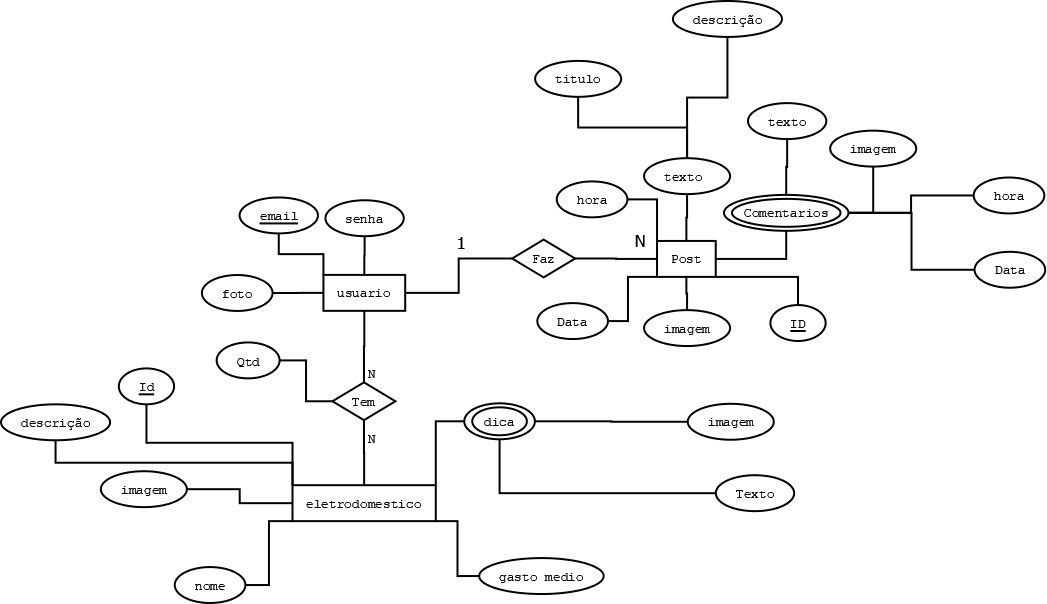 descrição
titulo
texto
imagem
texto
hora
hora
Comentarios
email
senha
1
N
Faz
Post
Data
foto
usuario
Data
imagem
ID
Qtd
N
Id
Tem
descrição
dica
imagem
N
imagem
Texto
eletrodomestico
nome
gasto medio